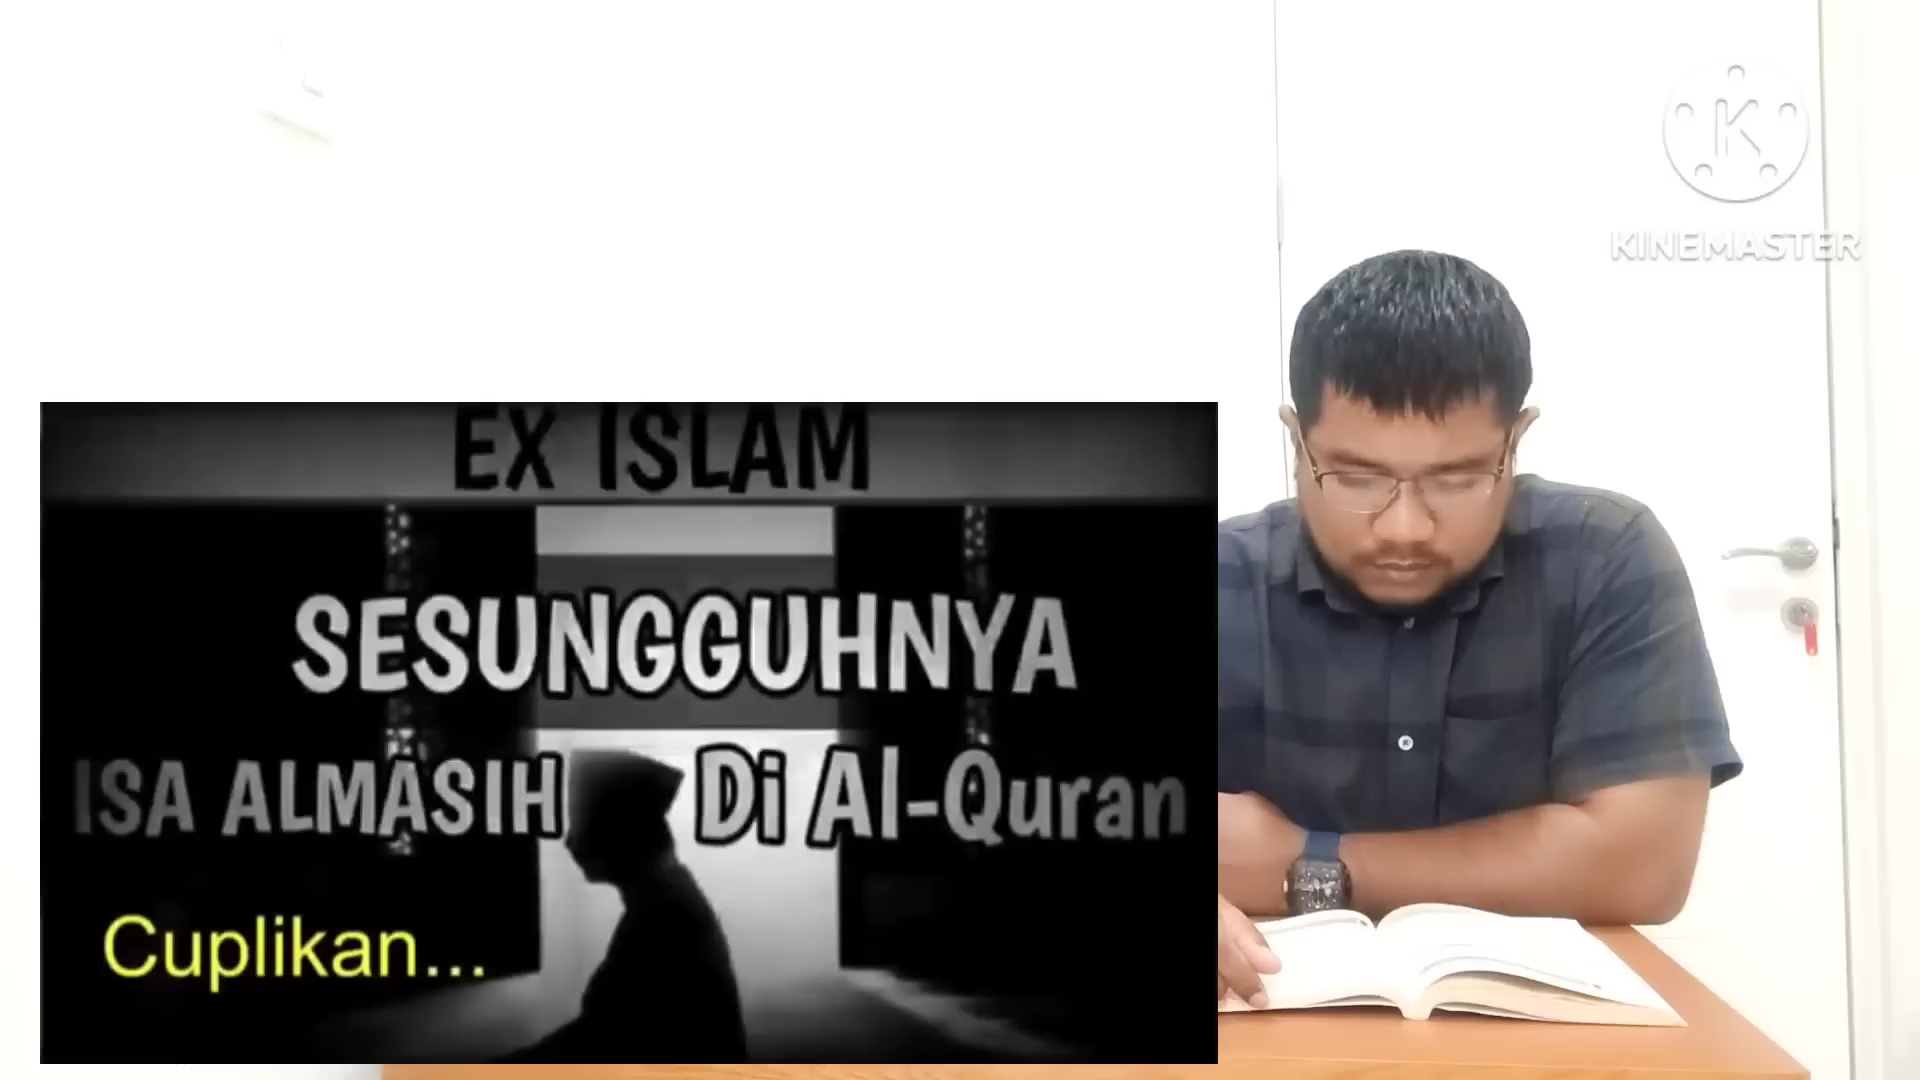 K
KINEMASTER
EX ISLAM
SESUNGGUHNYA
ISA ALMASIH Di Al-Quran
Cuplikan...